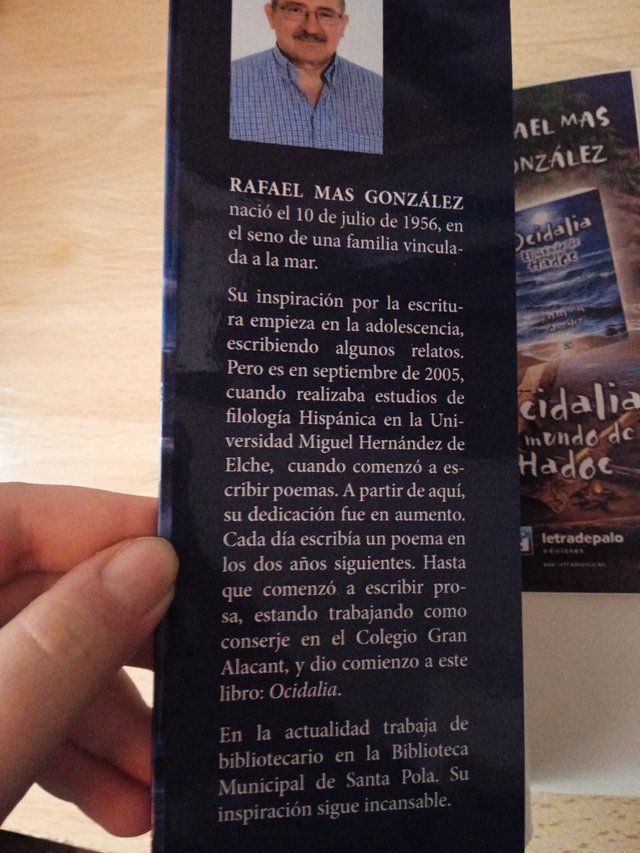 RAFAEL MAS GONZÁLEZ
nació el 10 de julio de 1956, en
el seno de una familia vincula-
da a la mar.
Su inspiración por la escritu-
ra empieza en la adolescencia,
escribiendo algunos relatos.
Pero es en septiembre de 2005,
cuando realizaba estudios de
filología Hispánica en la Uni-
versidad Miguel Hernández de
Elche, cuando comenzó a es-
cribir poemas. A partir de aquí,
su dedicación fue en aumento.
Cada día escribía un poema en
los dos años siguientes. Hasta
que comenzó a escribir pro-
sa, estando trabajando como
conserje en el Colegio Gran
Alacant, y dio comienzo a este
libro: Ocidalia.
En la actualidad trabaja de
bibliotecario en la Biblioteca
Municipal de Santa Pola. Su
inspiración sigue incansable.
AEL MAS
ONZÁLEZ
Ocidalia
El mundo de
Hadoc
cidalia
mundo de
Hadoc
letradepalo
ediciones